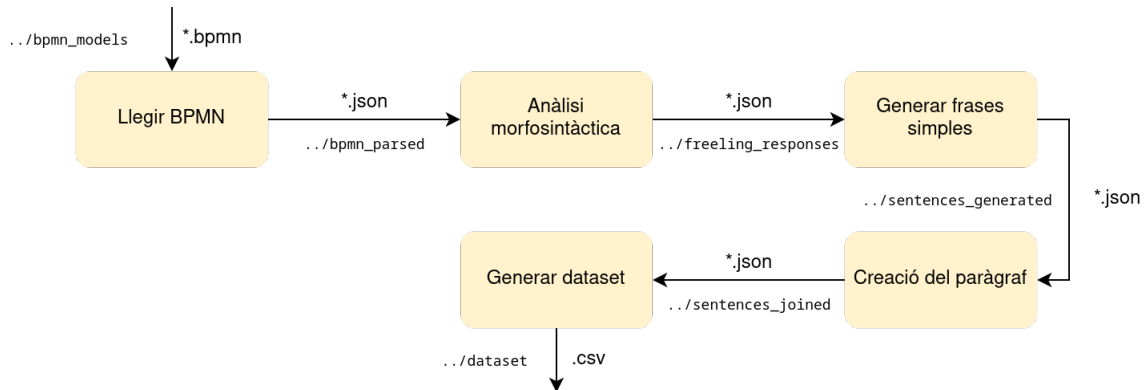 ../bpmn_models
*.bpmn
Llegir BPMN
*.json
../bpmn_parsed
Anàlisi
morfosintàctica
*.json
../freeling_responses
Generar frases
simples
../sentences_generated
*.json
Creació del paràgraf
*.json
../sentences_joined
Generar dataset
../dataset
.csv